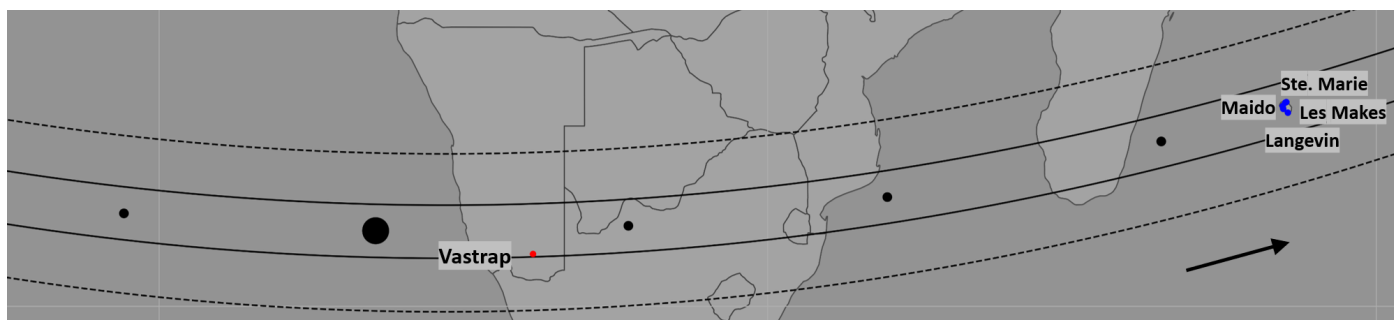 Ste. Marie
Maido
Les Makes
Langevin
Vastrap